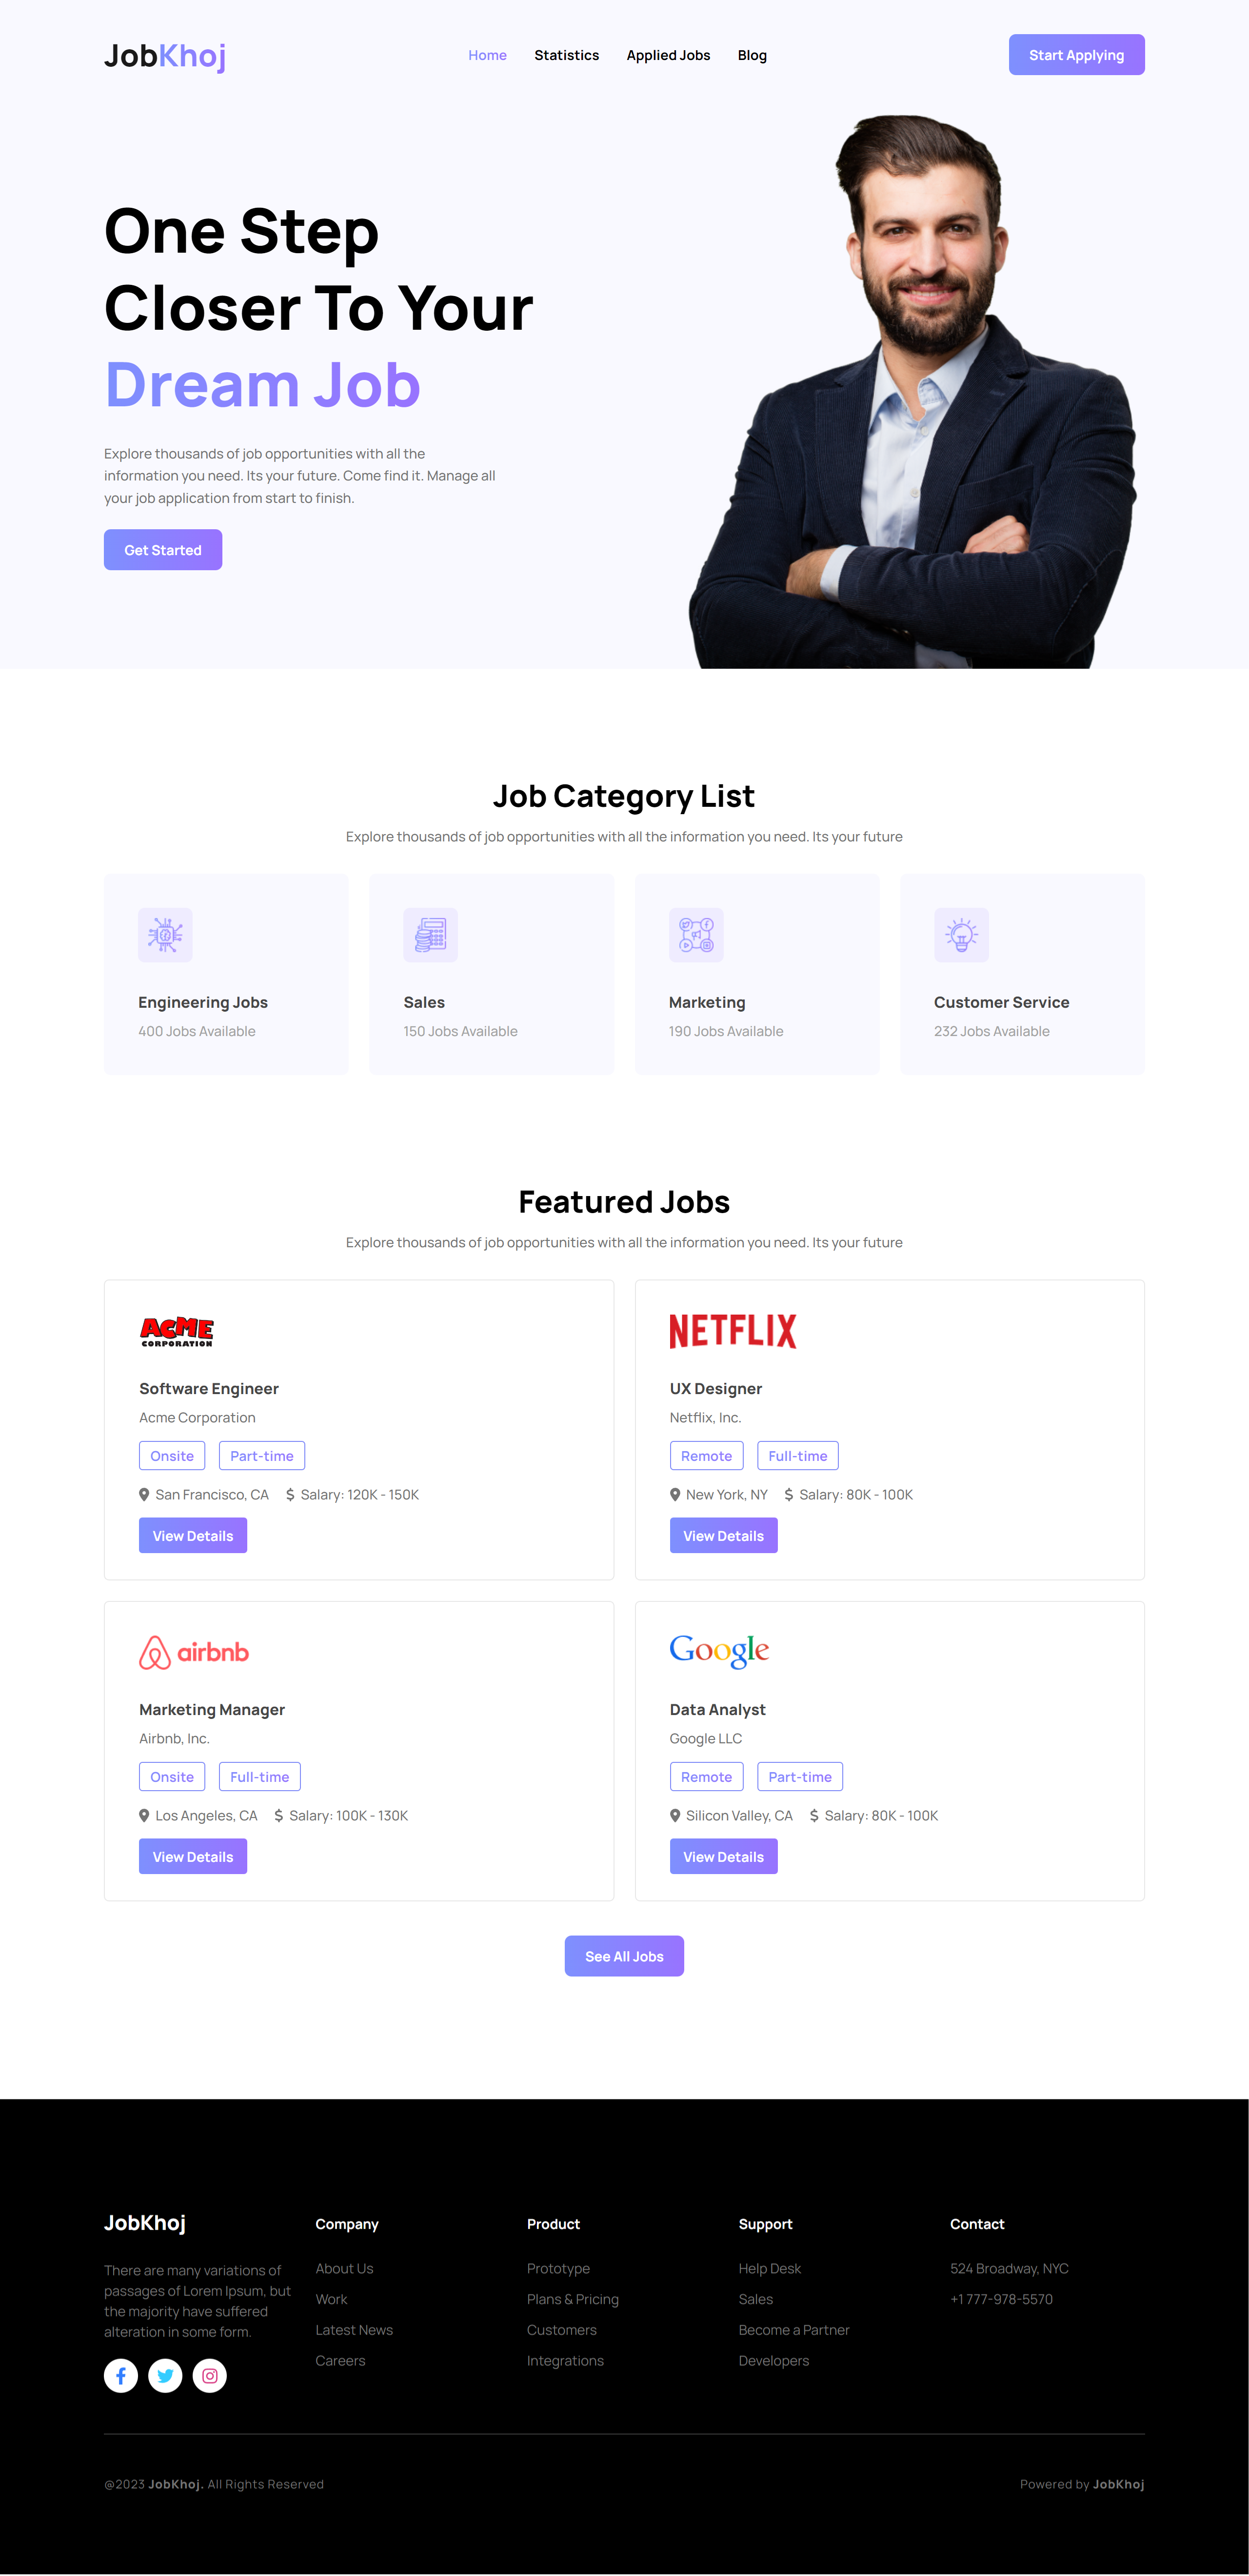 JobKhoj
Home Statistics Applied Jobs Blog
Start Applying
One Step
Closer To Your
Dream Job
Explore thousands of job opportunities with all the
information you need. Its your future. Come find it. Manage all
your job application from start to finish.
Get Started
Job Category List
Explore thousands of job opportunities with all the information you need. Its your future
Engineering Jobs
400 Jobs Available
Sales
150 Jobs Available
Marketing
190 Jobs Available
Customer Service
232 Jobs Available
Featured Jobs
Explore thousands of job opportunities with all the information you need. Its your future
ACME
CORPORATION
Software Engineer
Acme Corporation
Onsite Part-time
San Francisco, CA $ Salary: 120K - 150K
View Details
NETFLIX
UX Designer
Netflix, Inc.
Remote Full-time
New York, NY $ Salary: 80K - 100K
View Details
airbnb
Marketing Manager
Airbnb, Inc.
Onsite Full-time
Los Angeles, CA $ Salary: 100K - 130K
View Details
Google
Data Analyst
Google LLC
Remote Part-time
Silicon Valley, CA $ Salary: 80K - 100K
View Details
See All Jobs
JobKhoj
There are many variations of
passages of Lorem Ipsum, but
the majority have suffered
alteration in some form.
Company
About Us
Work
Latest News
Careers
Product
Prototype
Plans & Pricing
Customers
Integrations
Support
Help Desk
Sales
Become a Partner
Developers
Contact
524 Broadway, NYC
+1 777-978-5570
@2023 JobKhoj. All Rights Reserved
Powered by JobKhoj